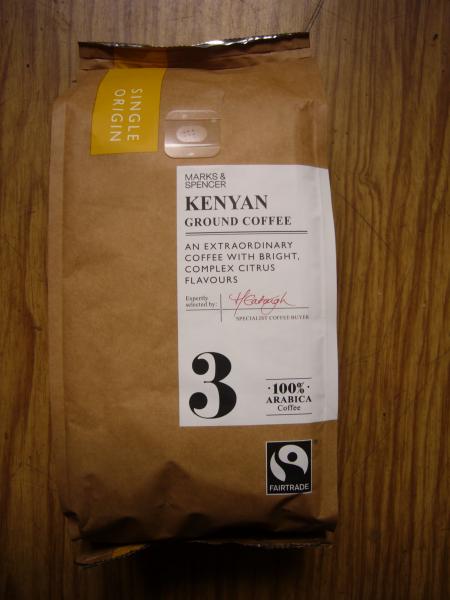 SINGLE
ORIGIN
MARKS &
SPENCER
KENYAN
GROUND COFFEE
AN EXTRAORDINARY
COFFEE WITH BRIGHT,
COMPLEX CITRUS
FLAVOURS
Expertly
selected by:
SPECIALIST COFFEE BUYER
3
·100%·
ARABICA
Coffee
FAIRTRADE